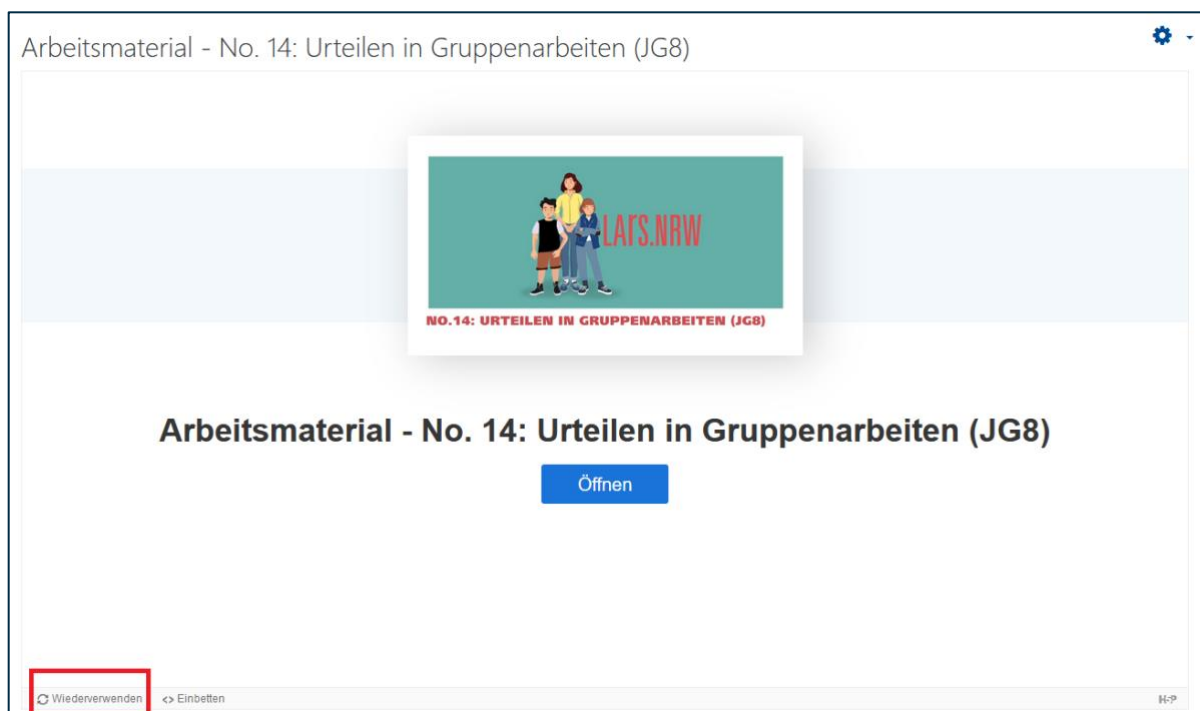 Arbeitsmaterial - No. 14: Urteilen in Gruppenarbeiten (JG8)
LArS.NRW
NO.14: URTEILEN IN GRUPPENARBEITEN (JG8)
Arbeitsmaterial - No. 14: Urteilen in Gruppenarbeiten (JG8)
Öffnen
Wiederverwenden <> Einbetten H5P